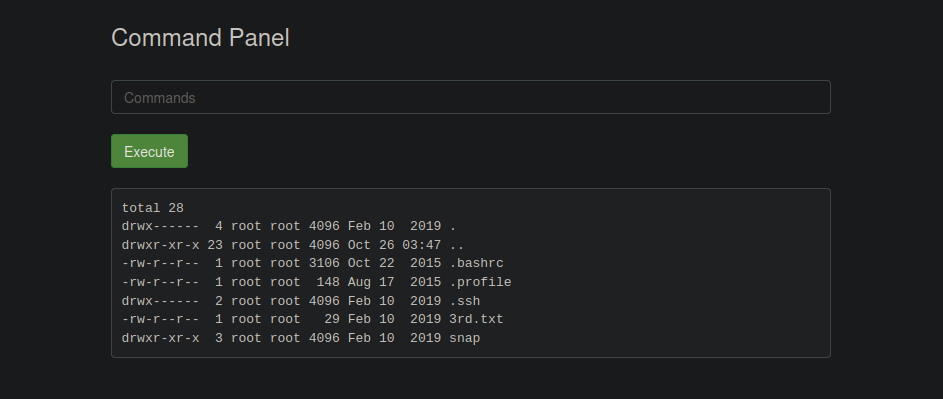 Command Panel
Commands
Execute
total 28
drwx------  4 root root 4096 Feb 10  2019 .
drwxr-xr-x 23 root root 4096 Oct 26 03:47 ..
-rw-r--r--  1 root root 3106 Oct 22  2015 .bashrc
-rw-r--r--  1 root root  148 Aug 17  2015 .profile
drwx------  2 root root 4096 Feb 10  2019 .ssh
-rw-r--r--  1 root root   29 Feb 10  2019 3rd.txt
drwxr-xr-x  3 root root 4096 Feb 10  2019 snap